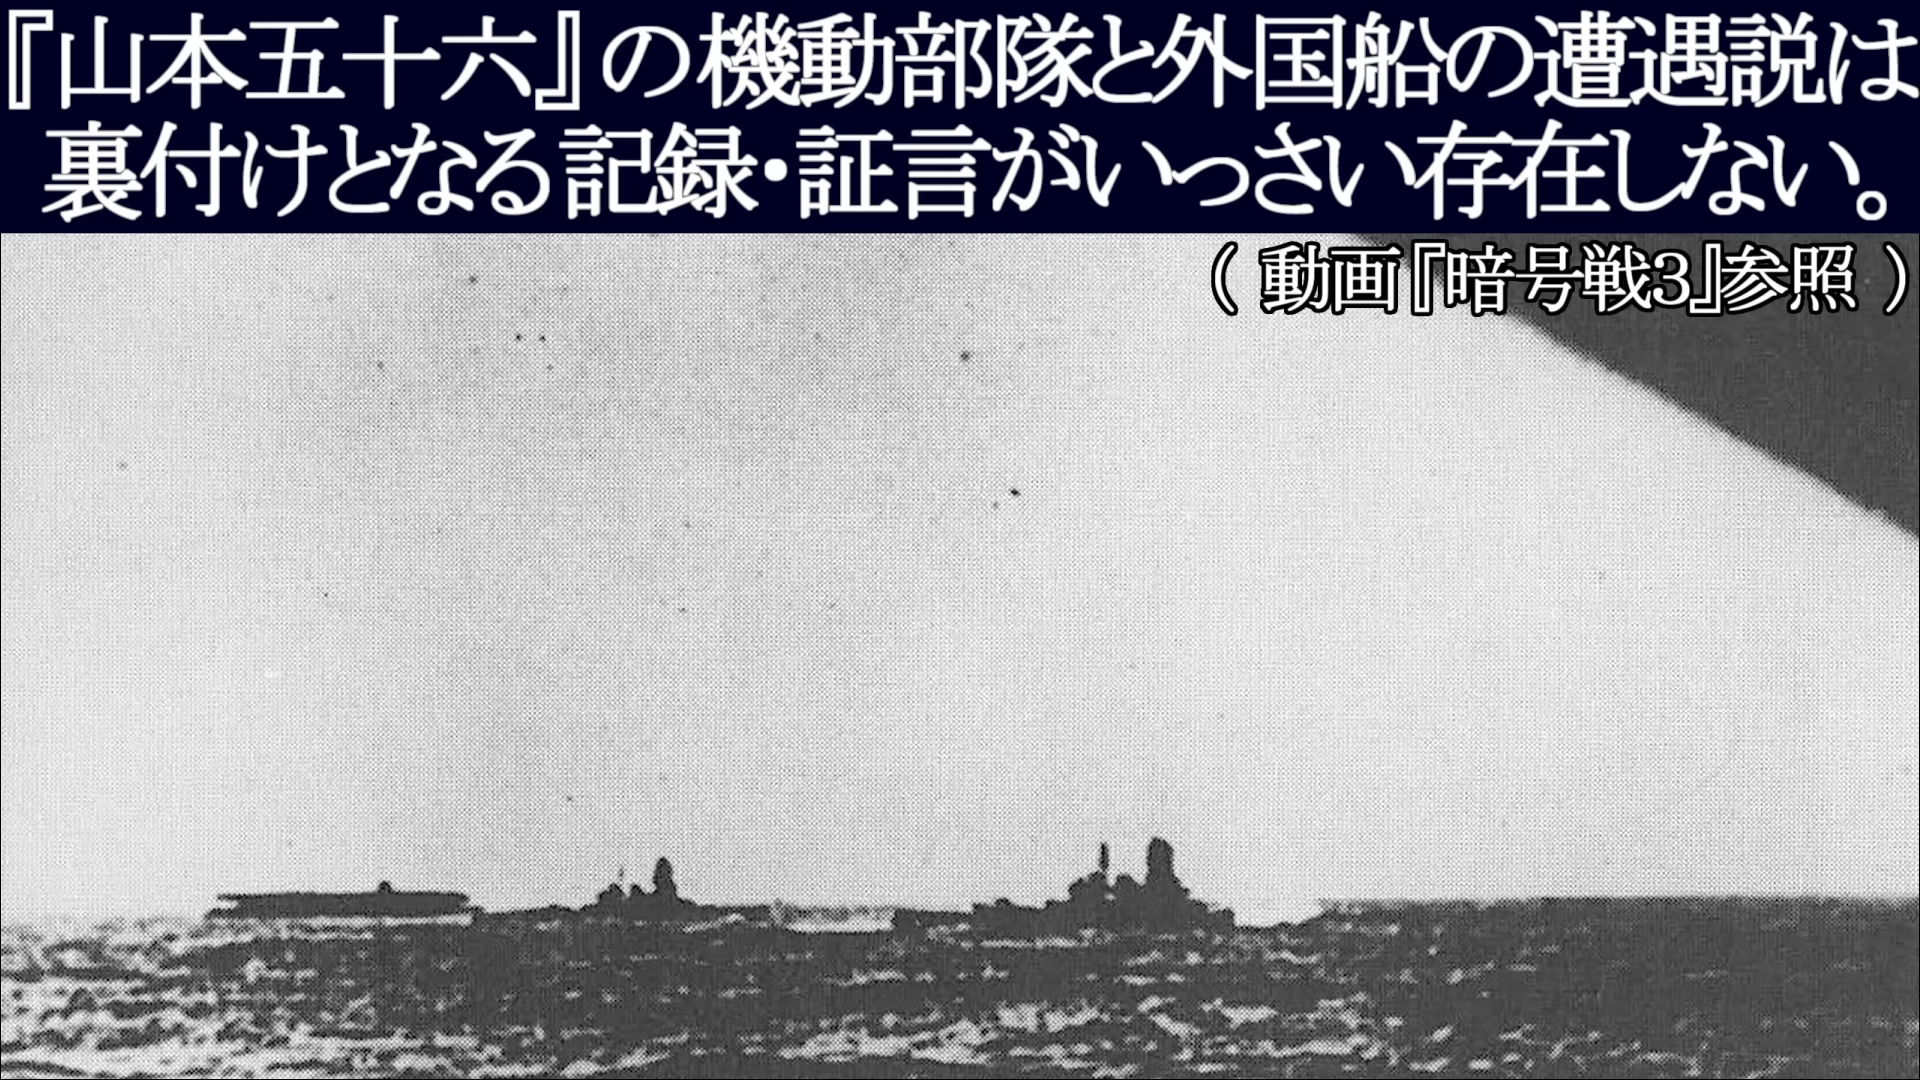 『山本五十六』の機動部隊と外国船の遭遇説は
裏付けとなる記録・証言がいっさい存在しない。
（ 動画『暗号戦3』参照 ）